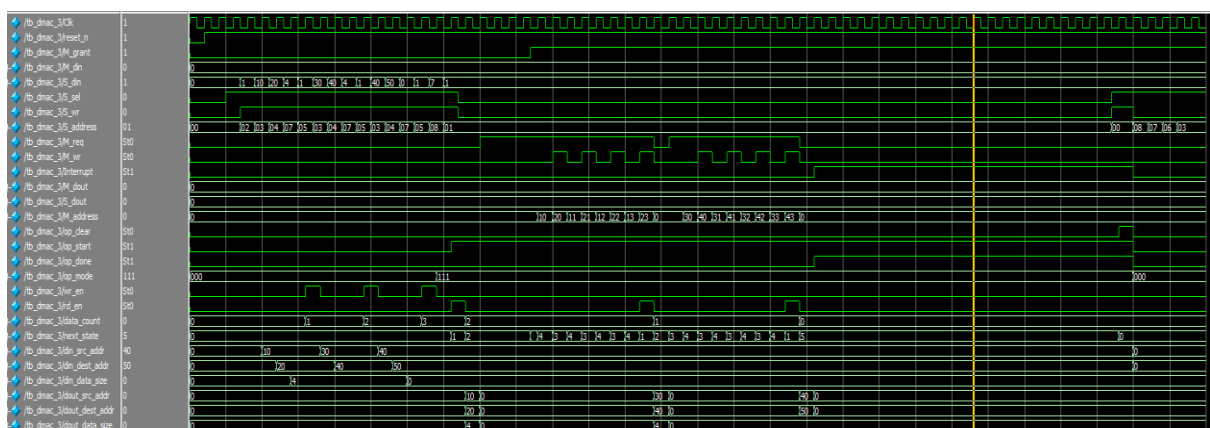 /tb_dmac_3/Clk 1
/tb_dmac_3/reset_n 1
/tb_dmac_3/M_grant 1
/tb_dmac_3/M_din 0 0
/tb_dmac_3/S_din 1 0 1 10 20 4 1 30 40 4 1 40 50 0 1 7 1
/tb_dmac_3/S_sel 0
/tb_dmac_3/S_wr 0
/tb_dmac_3/S_address 01 00 02 03 04 07 05 03 04 07 05 03 04 07 05 08 01 00 08 07 06 03
/tb_dmac_3/M_req St0
/tb_dmac_3/M_wr St0
/tb_dmac_3/Interrupt St1
/tb_dmac_3/M_dout 0 0
/tb_dmac_3/S_dout 0 0
/tb_dmac_3/M_address 0 0 10 20 11 21 12 22 13 23 0 30 40 31 41 32 42 33 43 0
/tb_dmac_3/op_clear St0
/tb_dmac_3/op_start St1
/tb_dmac_3/op_done St1
/tb_dmac_3/op_mode 111 000 111 000
/tb_dmac_3/wr_en St0
/tb_dmac_3/rd_en St0
/tb_dmac_3/data_count 0 0 1 2 3 2 1 0
/tb_dmac_3/next_state 5 0 1 2 4 3 4 3 4 3 4 1 2 3 4 3 4 3 4 3 4 1 5 0
/tb_dmac_3/din_src_addr 40 0 10 30 40 0
/tb_dmac_3/din_dest_addr 50 0 20 40 50 0
/tb_dmac_3/din_data_size 0 0 4 0
/tb_dmac_3/dout_src_addr 0 0 10 0 30 0 40 0
/tb_dmac_3/dout_dest_addr 0 0 20 0 40 0 50 0
/tb_dmac_3/dout_data_size 0 0 4 0 4 0